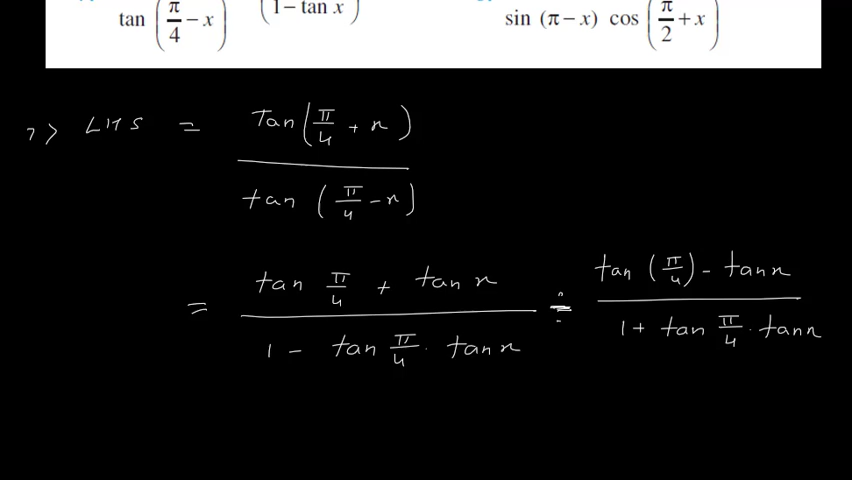 tan (π/4 − x) (1 − tan x) sin (π − x) cos (π/2 + x)
7> LHS = Tan(π/4 + x)
tan (π/4 − x)
= tan π/4 + tan x ÷ tan (π/4) − tan x
1 − tan π/4 . tan x 1 + tan π/4 . tan x